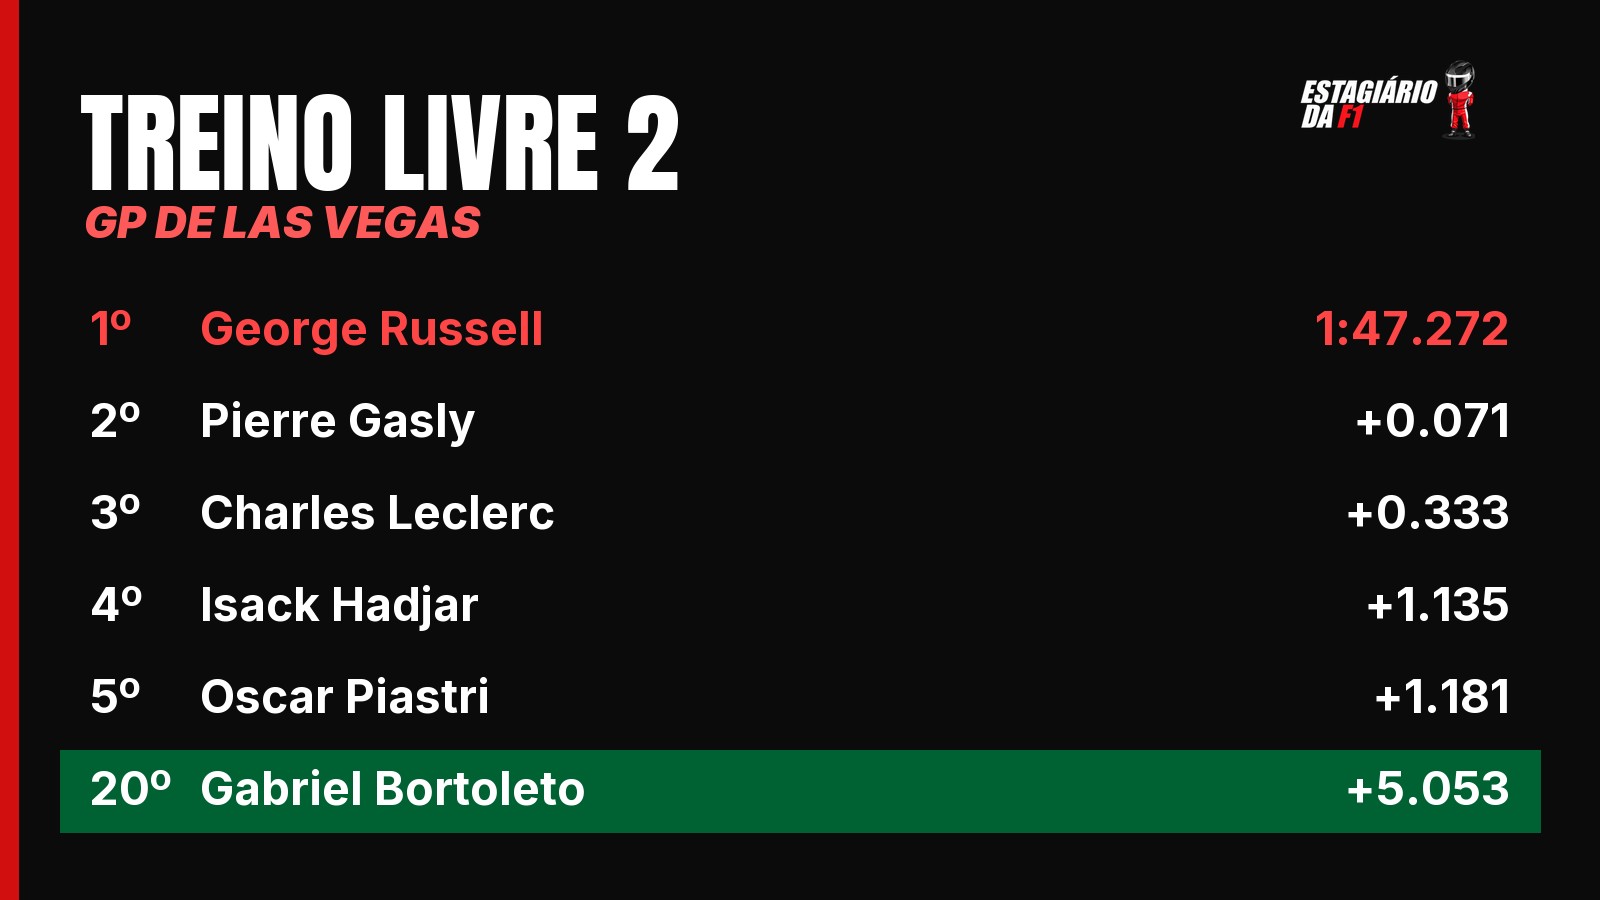 TREINO LIVRE 2
GP DE LAS VEGAS
ESTAGIÁRIO
DA F1
1º George Russell 1:47.272
2º Pierre Gasly +0.071
3º Charles Leclerc +0.333
4º Isack Hadjar +1.135
5º Oscar Piastri +1.181
20º Gabriel Bortoleto +5.053